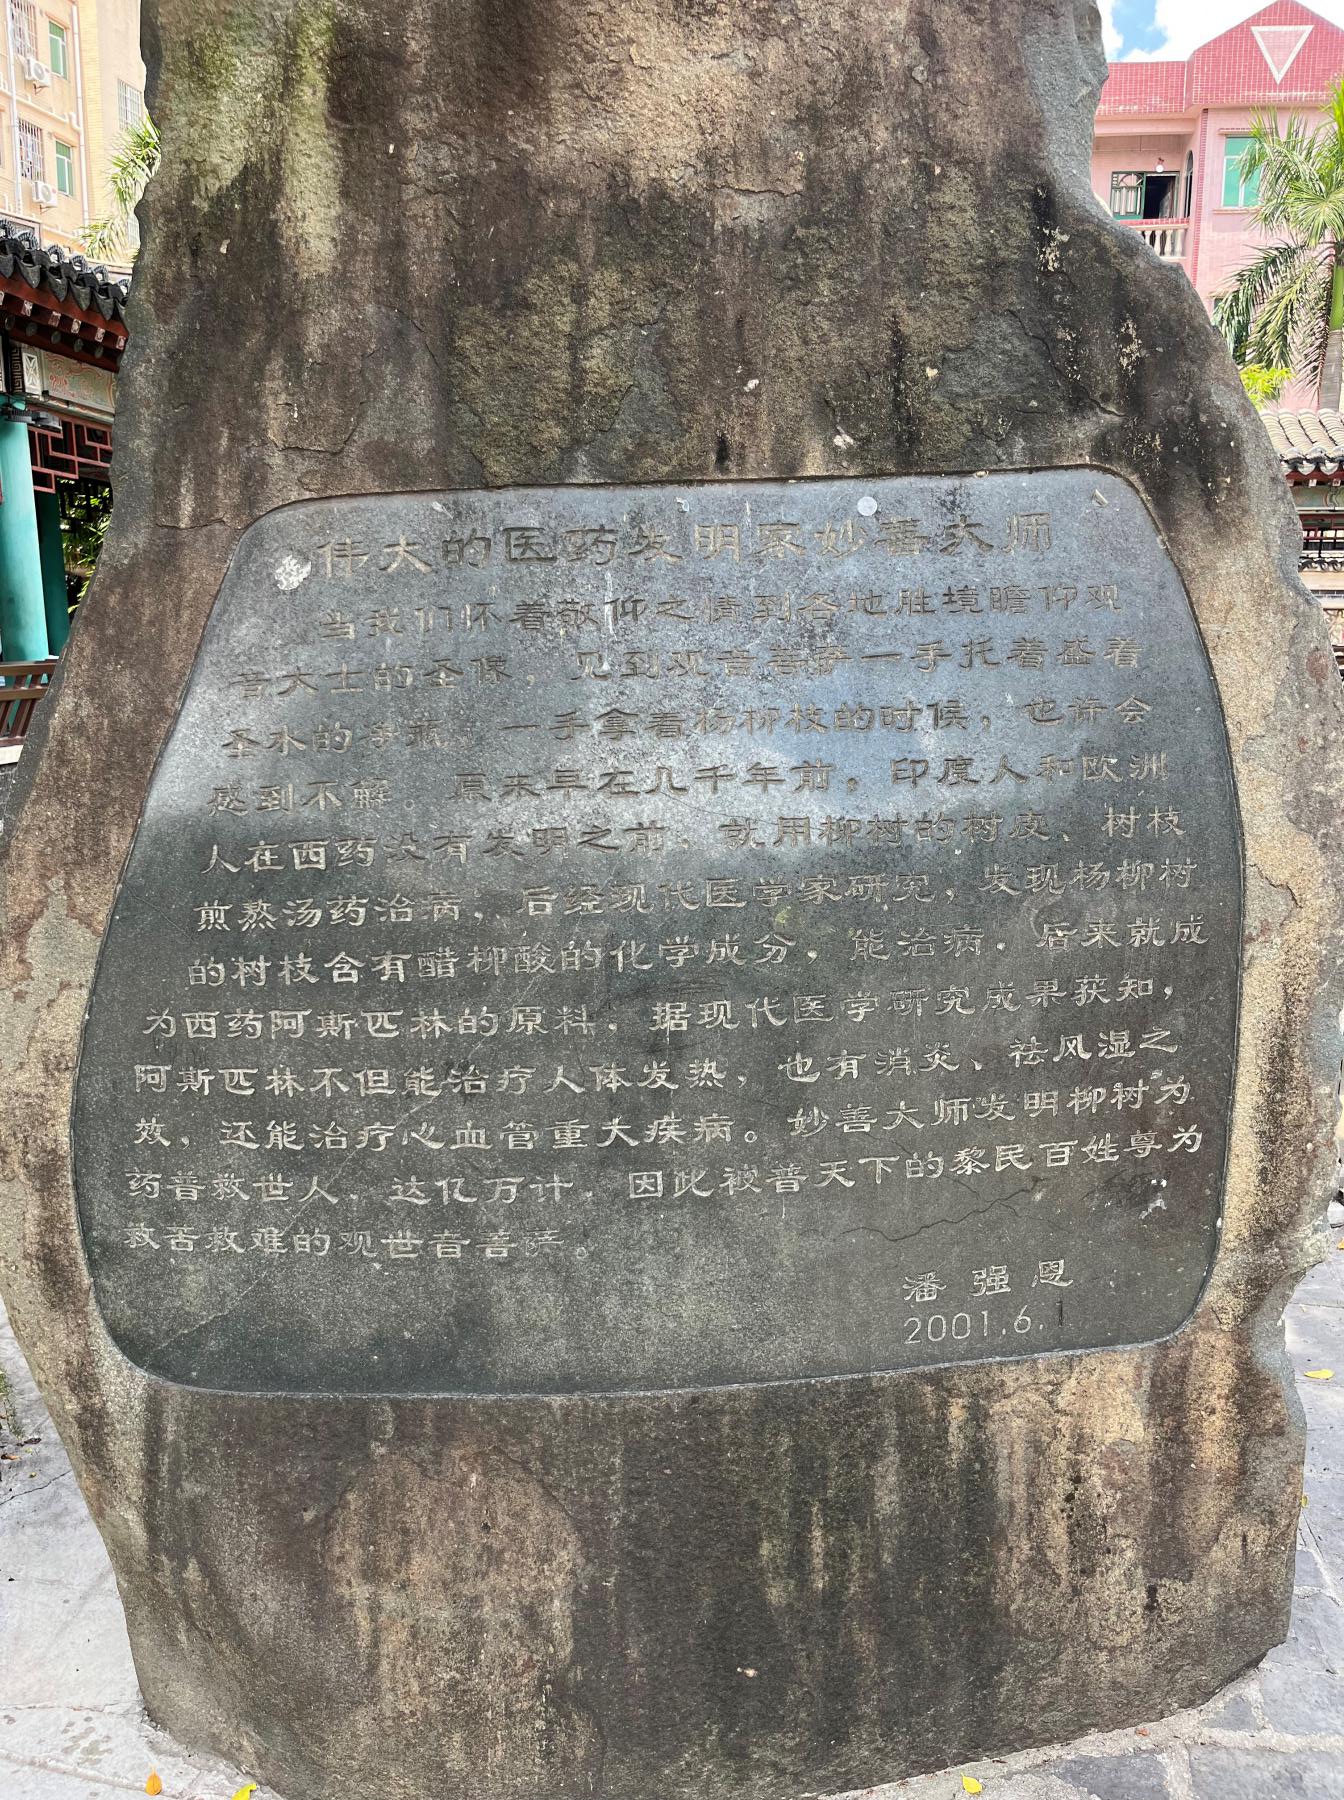 伟大的医药发明家妙善大师
当我们怀着敬仰之情到各地胜境瞻仰观
音大士的圣像，见到观音菩萨一手托着盛着
圣水的净瓶，一手拿着杨柳枝的时候，也许会
感到不解。原来早在几千年前，印度人和欧洲
人在西药没有发明之前，就用柳树的树皮、树枝
煎熬汤药治病，后经现代医学家研究，发现杨柳树
的树枝含有醋柳酸的化学成分，能治病，后来就成
为西药阿斯匹林的原料，据现代医学研究成果获知，
阿斯匹林不但能治疗人体发热，也有消炎、祛风湿之
效，还能治疗心血管重大疾病。妙善大师发明柳树为
药普救世人，达亿万计，因此被普天下的黎民百姓尊为
救苦救难的观世音菩萨。
潘强恩
2001.6.1